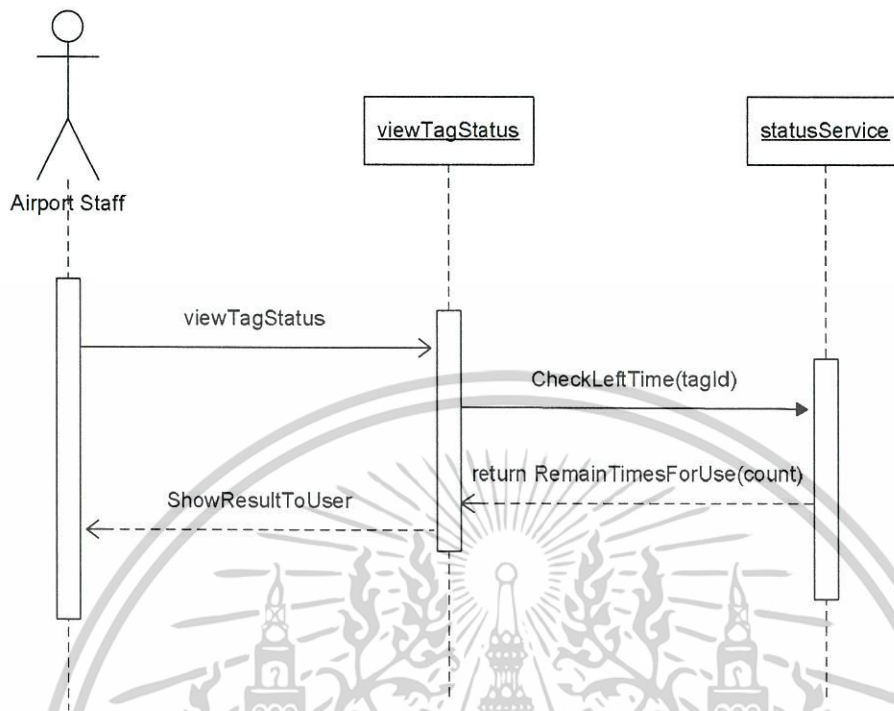 viewTagStatus
statusService
Airport Staff
viewTagStatus
CheckLeftTime(tagId)
return RemainTimesForUse(count)
ShowResultToUser